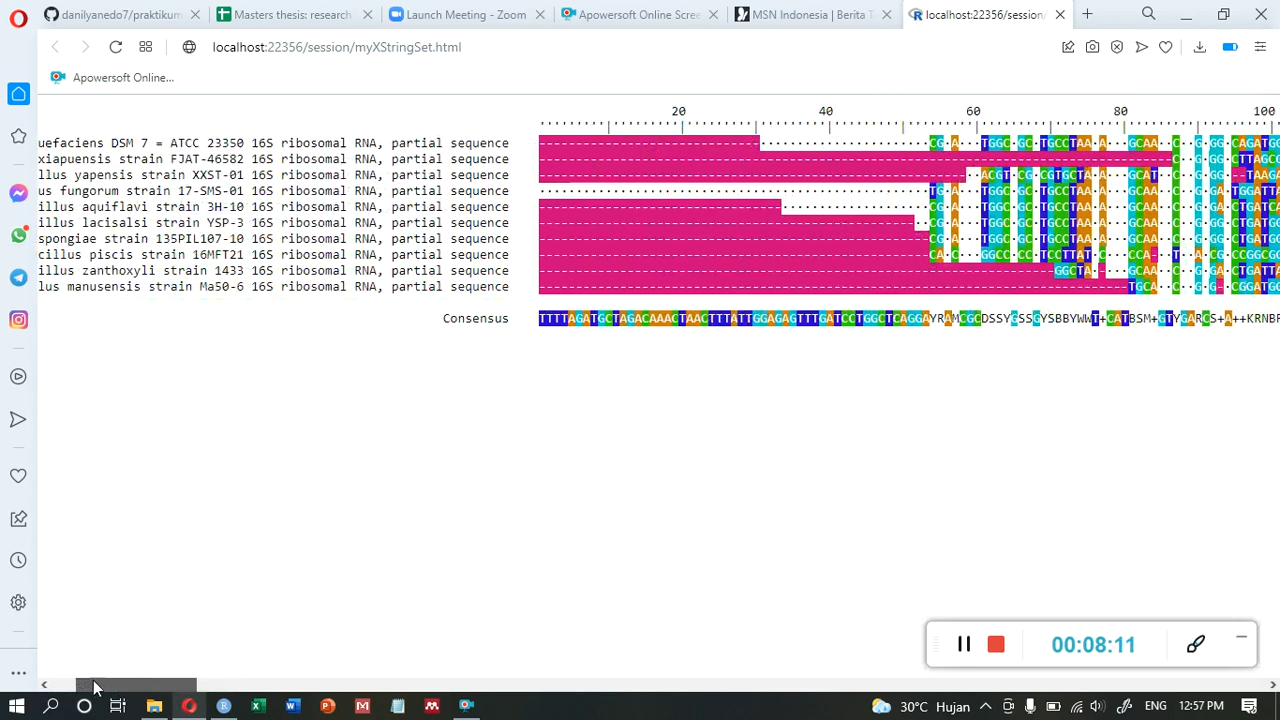 danilyanedo7/praktikum
Masters thesis: research
Launch Meeting - Zoom
Apowersoft Online Scree
MSN Indonesia | Berita T
localhost:22356/session/
localhost:22356/session/myXStringSet.html
Apowersoft Online...
20 40 60 80 100
uefaciens DSM 7 = ATCC 23350 16S ribosomal RNA, partial sequence
xiapuensis strain FJAT-46582 16S ribosomal RNA, partial sequence
llus yapensis strain XXST-01 16S ribosomal RNA, partial sequence
us fungorum strain 17-SMS-01 16S ribosomal RNA, partial sequence
illus aquiflavi strain 3H-10 16S ribosomal RNA, partial sequence
illus lacisalsi strain YSP-3 16S ribosomal RNA, partial sequence
spongiae strain 135PIL107-10 16S ribosomal RNA, partial sequence
cillus piscis strain 16MFT21 16S ribosomal RNA, partial sequence
illus zanthoxyli strain 1433 16S ribosomal RNA, partial sequence
lus manusensis strain Ma50-6 16S ribosomal RNA, partial sequence
Consensus TTTTAGATGCTAGACAAACTAACTTTATTGGAGAGTTTGATCCTGGCTCAGGAYRAMCGCDSSYGSSGYSBBYWWT+CATBSM+GTYGARCS+A++KRNBR
00:08:11
30°C Hujan
ENG
12:57 PM